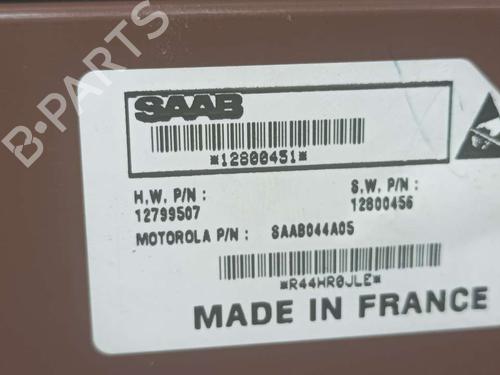 B-PARTS
SAAB
*12800451*
H.W. P/N : S.W. P/N :
12799507 12800456
MOTOROLA P/N : SAAB044A05
*R44HR0JLE*
MADE IN FRANCE